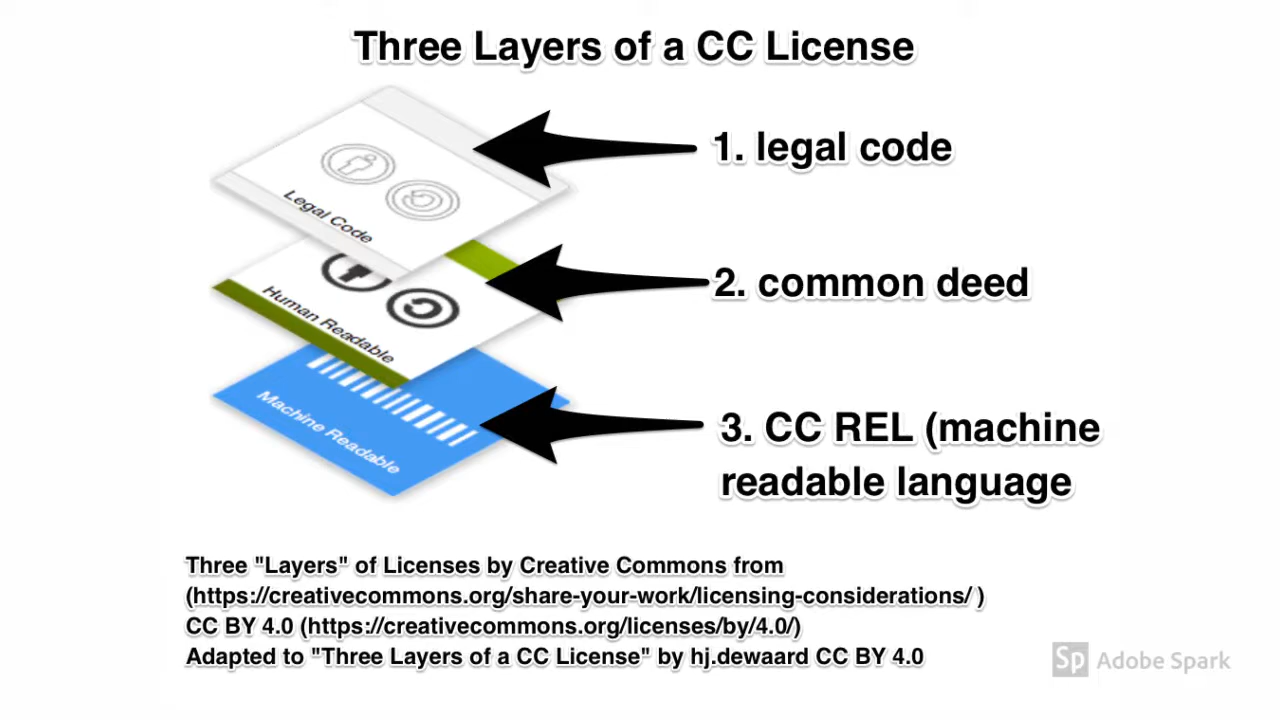 Three Layers of a CC License
1. legal code
Legal Code
2. common deed
Human Readable
3. CC REL (machine
readable language
Machine Readable
Three "Layers" of Licenses by Creative Commons from
(https://creativecommons.org/share-your-work/licensing-considerations/ )
CC BY 4.0 (https://creativecommons.org/licenses/by/4.0/)
Adapted to "Three Layers of a CC License" by hj.dewaard CC BY 4.0
Sp Adobe Spark